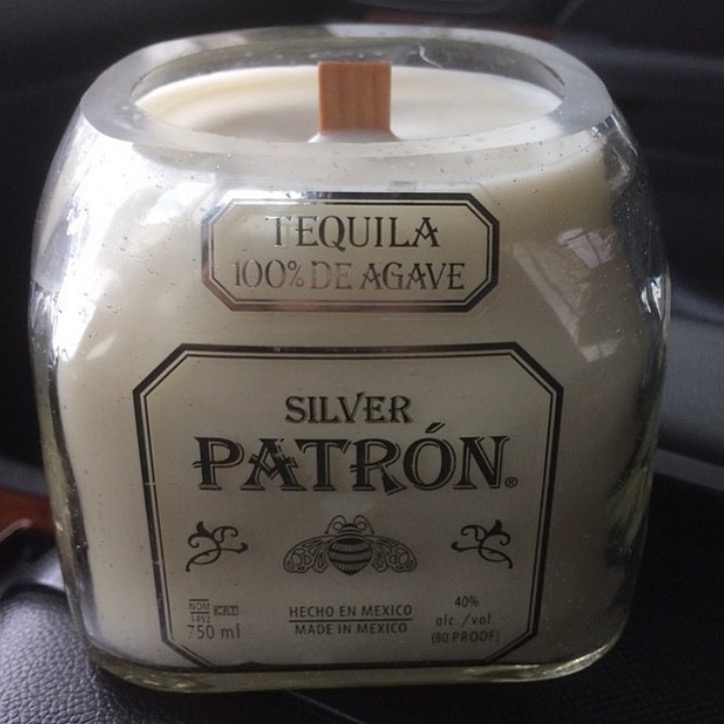 TEQUILA
100% DE AGAVE
SILVER
PATRÓN®
NOM CRT
1492
750 ml
HECHO EN MEXICO
MADE IN MEXICO
40%
alc./vol
(80 PROOF)